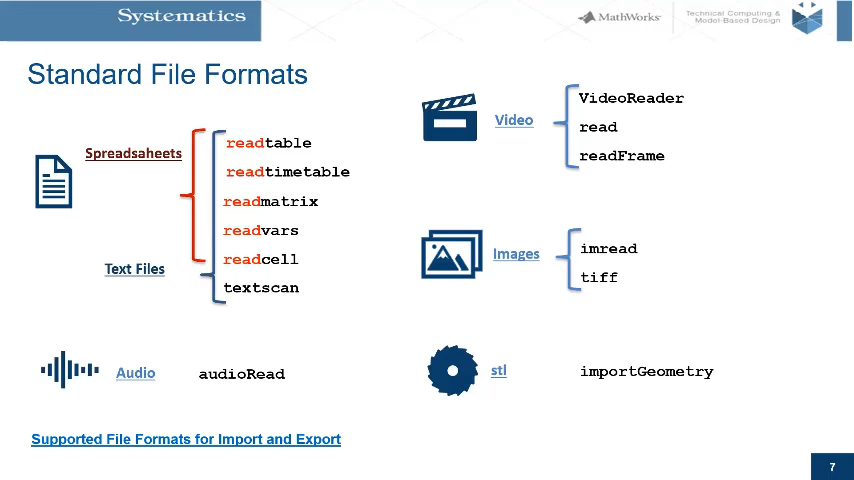 Systematics
MathWorks
Technical Computing &
Model-Based Design
Standard File Formats
Spreadsaheets
Text Files
readtable
readtimetable
readmatrix
readvars
readcell
textscan
Audio
audioRead
Video
VideoReader
read
readFrame
Images
imread
tiff
stl
importGeometry
Supported File Formats for Import and Export
7